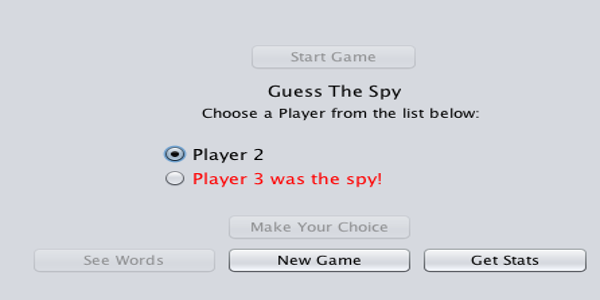 Start Game
Guess The Spy
Choose a Player from the list below:
Player 2
Player 3 was the spy!
Make Your Choice
See Words
New Game
Get Stats